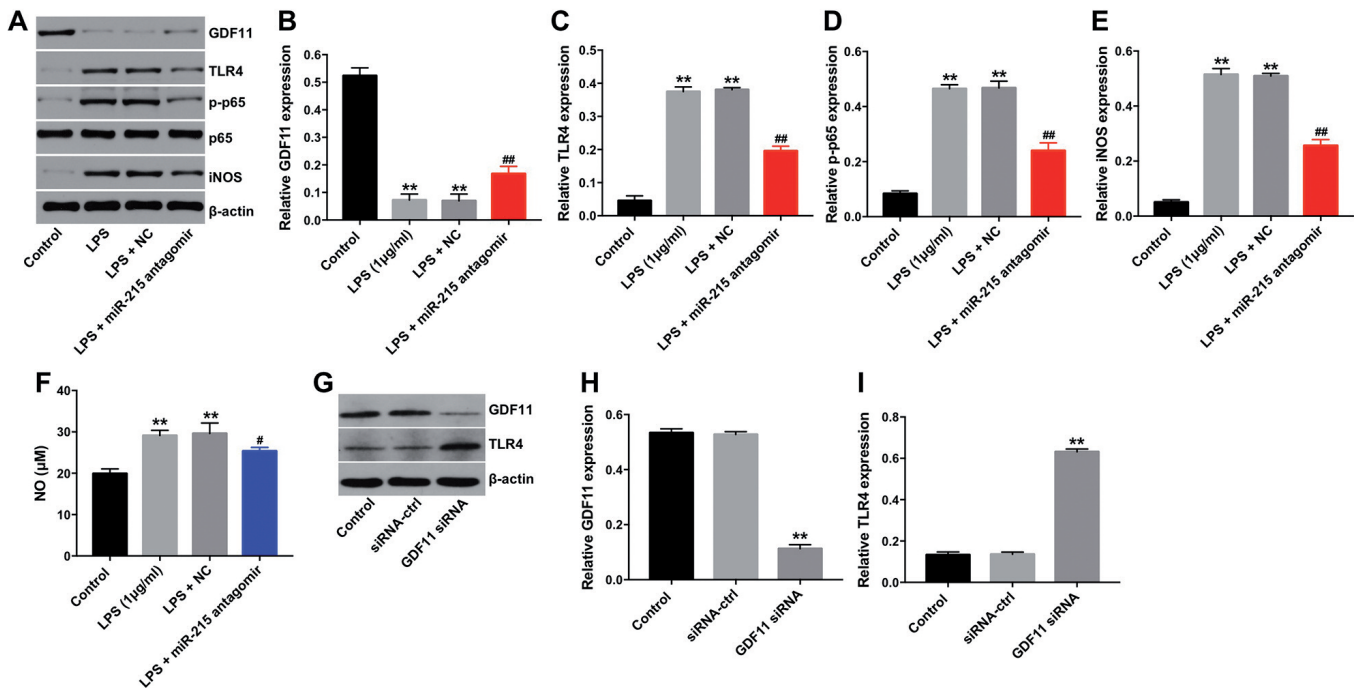 A
GDF11
TLR4
p-p65
p65
iNOS
β-actin
Control
LPS
LPS + NC
LPS + miR-215 antagomir
B
Relative GDF11 expression
0.6
0.5
0.4
0.3
0.2
0.1
0.0
**
**
##
Control
LPS (1μg/ml)
LPS + NC
LPS + miR-215 antagomir
C
Relative TLR4 expression
0.5
0.4
0.3
0.2
0.1
0.0
**
**
##
Control
LPS (1μg/ml)
LPS + NC
LPS + miR-215 antagomir
D
Relative p-p65 expression
0.6
0.4
0.2
0.0
**
**
##
Control
LPS (1μg/ml)
LPS + NC
LPS + miR-215 antagomir
E
Relative iNOS expression
0.6
0.4
0.2
0.0
**
**
##
Control
LPS (1μg/ml)
LPS + NC
LPS + miR-215 antagomir
F
NO (μM)
40
30
20
10
0
**
**
#
Control
LPS (1μg/ml)
LPS + NC
LPS + miR-215 antagomir
G
GDF11
TLR4
β-actin
Control
siRNA-ctrl
GDF11 siRNA
H
Relative GDF11 expression
0.6
0.4
0.2
0.0
**
Control
siRNA-ctrl
GDF11 siRNA
I
Relative TLR4 expression
0.8
0.6
0.4
0.2
0.0
**
Control
siRNA-ctrl
GDF11 siRNA